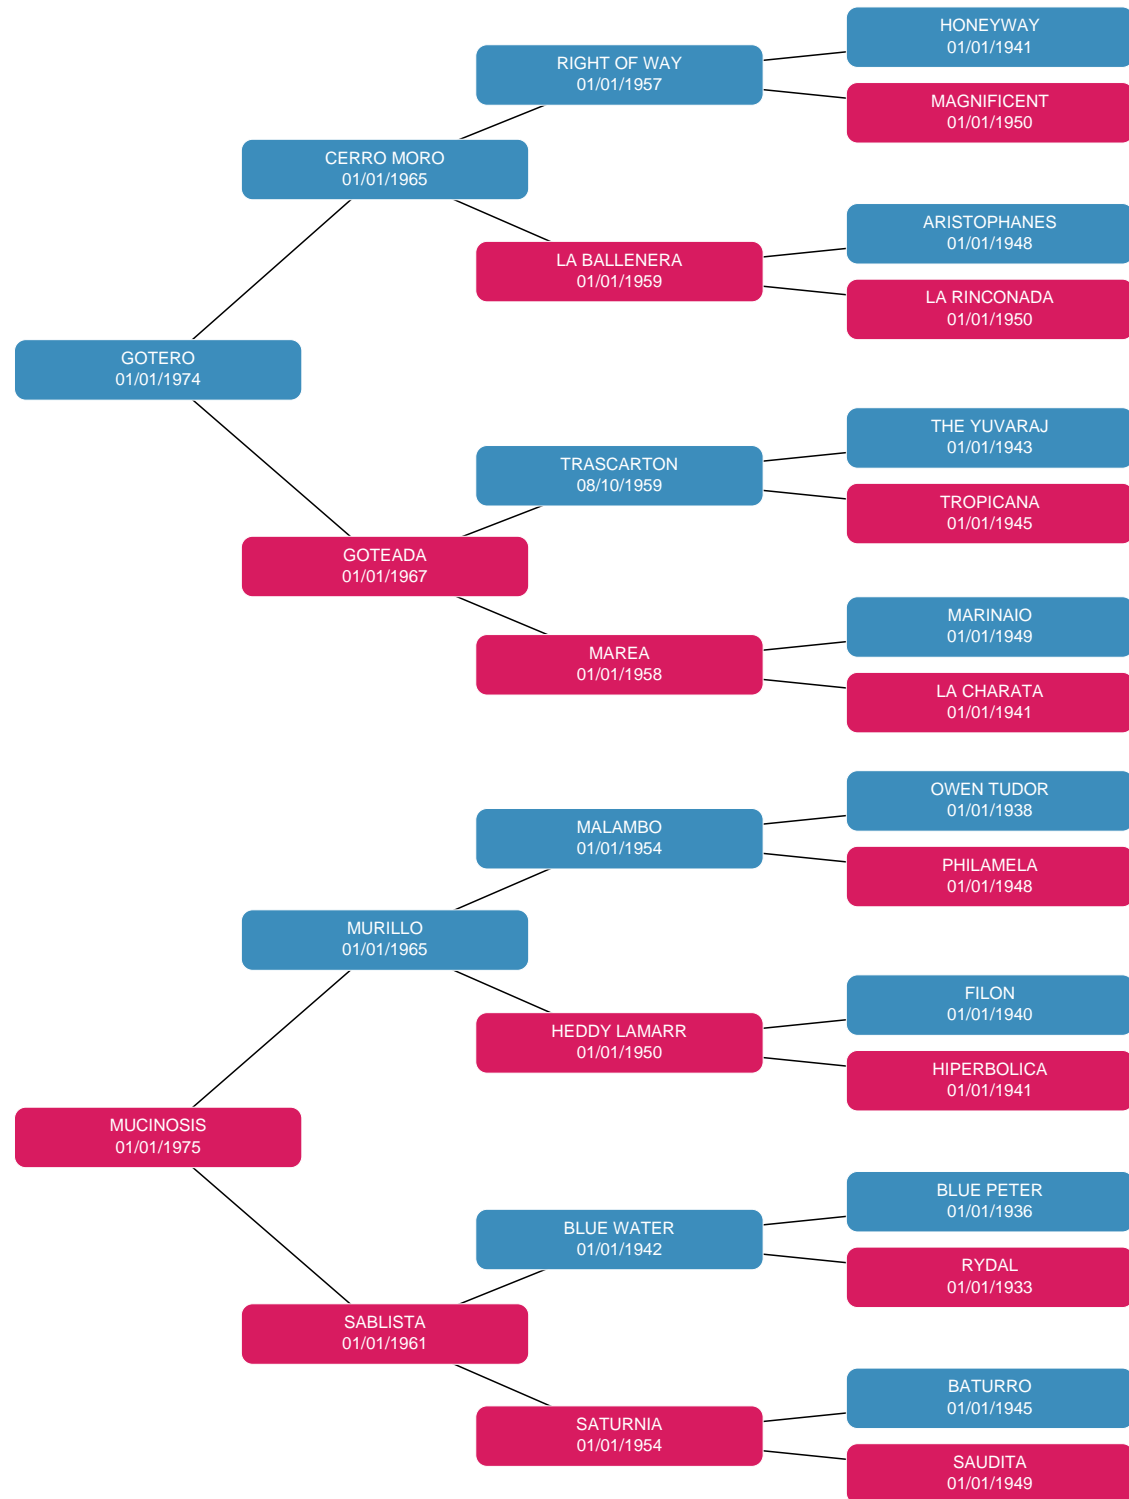 HONEYWAY
01/01/1941
RIGHT OF WAY
01/01/1957
MAGNIFICENT
01/01/1950
CERRO MORO
01/01/1965
ARISTOPHANES
01/01/1948
LA BALLENERA
01/01/1959
LA RINCONADA
01/01/1950
GOTERO
01/01/1974
THE YUVARAJ
01/01/1943
TRASCARTON
08/10/1959
TROPICANA
01/01/1945
GOTEADA
01/01/1967
MARINAIO
01/01/1949
MAREA
01/01/1958
LA CHARATA
01/01/1941
OWEN TUDOR
01/01/1938
MALAMBO
01/01/1954
PHILAMELA
01/01/1948
MURILLO
01/01/1965
FILON
01/01/1940
HEDDY LAMARR
01/01/1950
HIPERBOLICA
01/01/1941
MUCINOSIS
01/01/1975
BLUE PETER
01/01/1936
BLUE WATER
01/01/1942
RYDAL
01/01/1933
SABLISTA
01/01/1961
BATURRO
01/01/1945
SATURNIA
01/01/1954
SAUDITA
01/01/1949